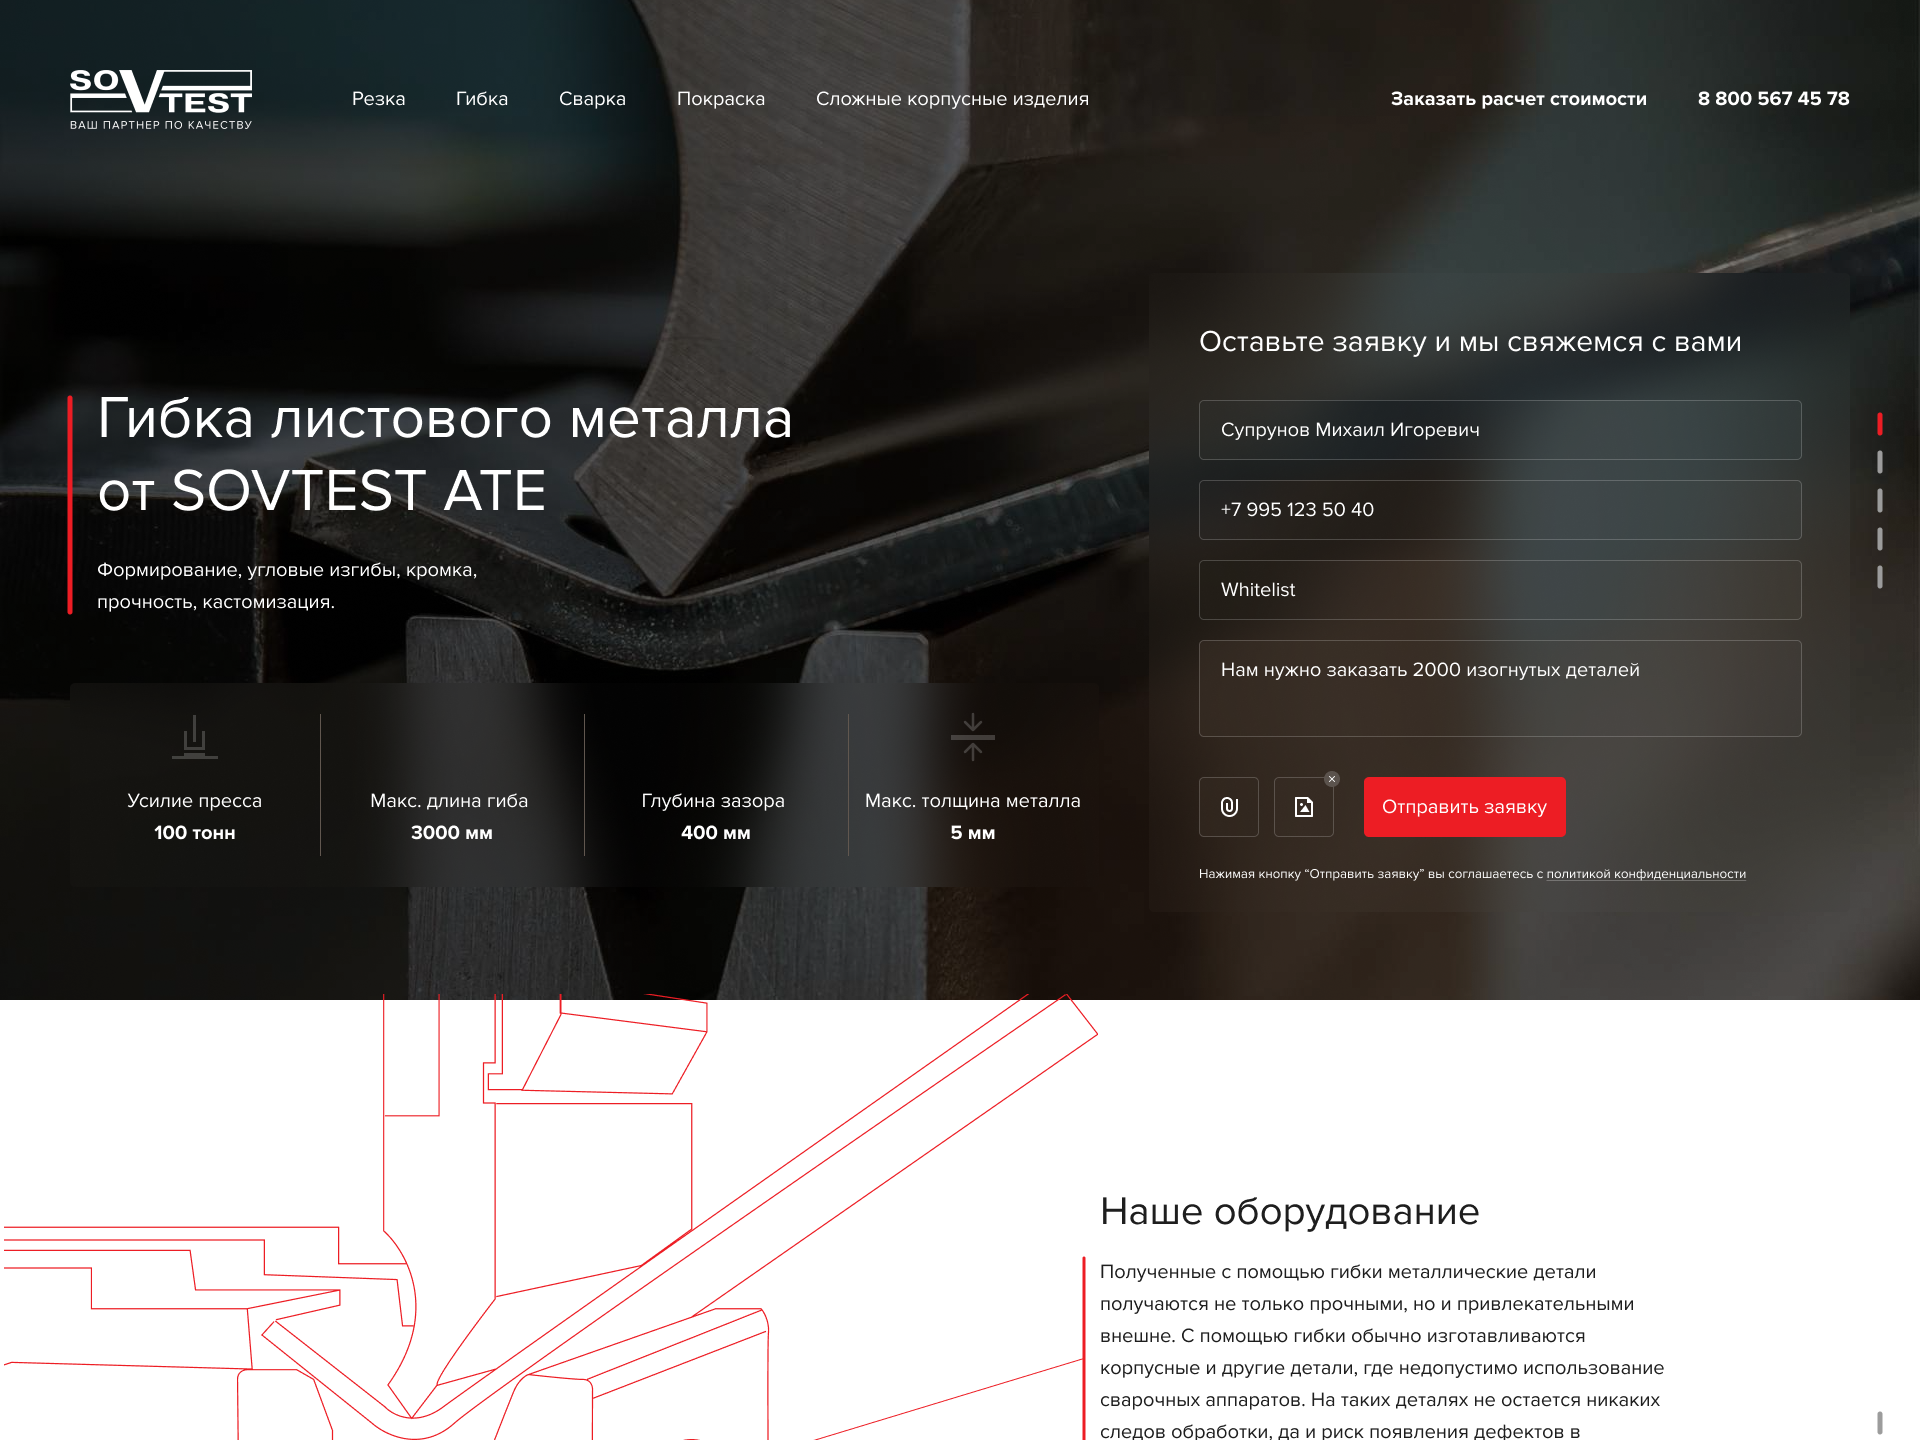 SOVTEST
ВАШ ПАРТНЕР ПО КАЧЕСТВУ
Резка
Гибка
Сварка
Покраска
Сложные корпусные изделия
Заказать расчет стоимости
8 800 567 45 78
Гибка листового металла
от SOVTEST ATE
Формирование, угловые изгибы, кромка,
прочность, кастомизация.
Усилие пресса
100 тонн
Макс. длина гиба
3000 мм
Глубина зазора
400 мм
Макс. толщина металла
5 мм
Оставьте заявку и мы свяжемся с вами
Супрунов Михаил Игоревич
+7 995 123 50 40
Whitelist
Нам нужно заказать 2000 изогнутых деталей
Отправить заявку
Нажимая кнопку “Отправить заявку” вы соглашаетесь с политикой конфиденциальности
Наше оборудование
Полученные с помощью гибки металлические детали
получаются не только прочными, но и привлекательными
внешне. С помощью гибки обычно изготавливаются
корпусные и другие детали, где недопустимо использование
сварочных аппаратов. На таких деталях не остается никаких
следов обработки, да и риск появления дефектов в